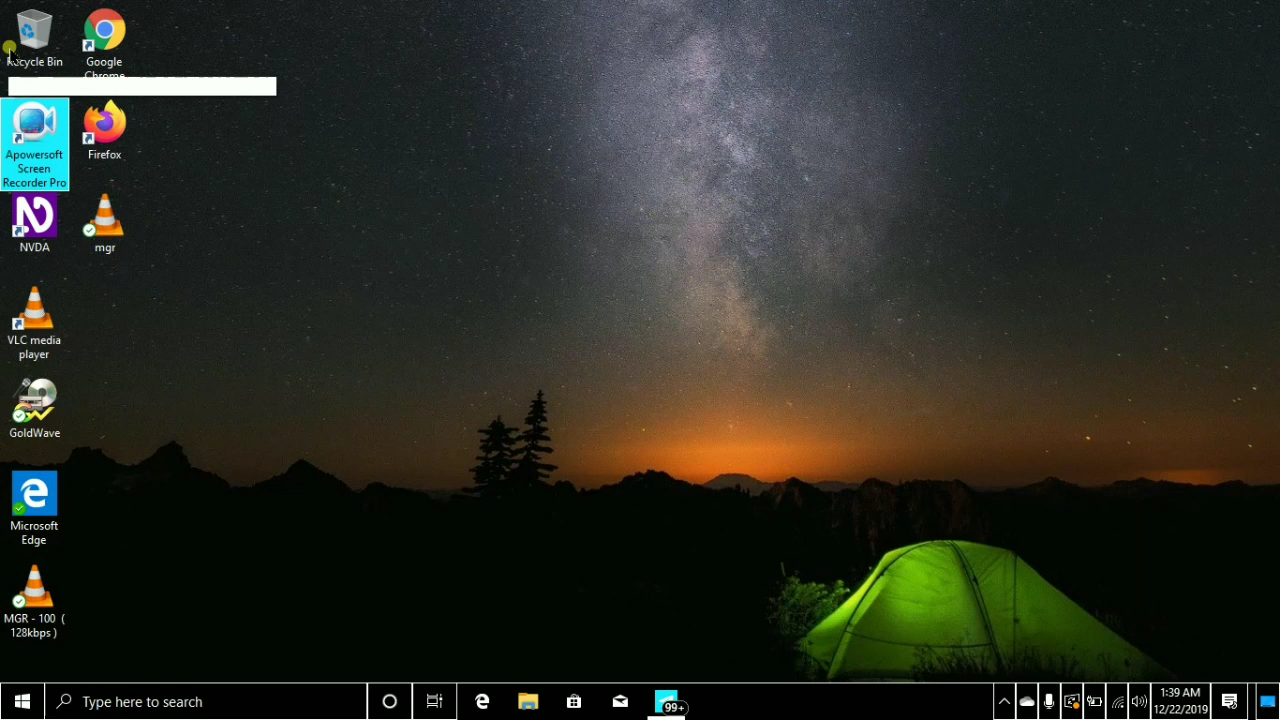 Recycle Bin
Google
Chrome
Apowersoft
Screen
Recorder Pro
Firefox
NVDA
mgr
VLC media
player
GoldWave
Microsoft
Edge
MGR - 100 (
128kbps )
Type here to search
99+
1:39 AM
12/22/2019